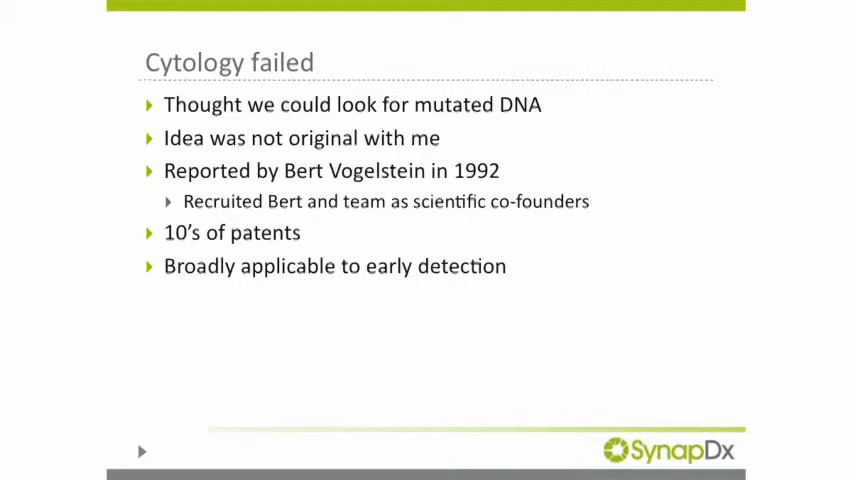 Cytology failed
Thought we could look for mutated DNA
Idea was not original with me
Reported by Bert Vogelstein in 1992
Recruited Bert and team as scientific co-founders
10's of patents
Broadly applicable to early detection
SynapDx